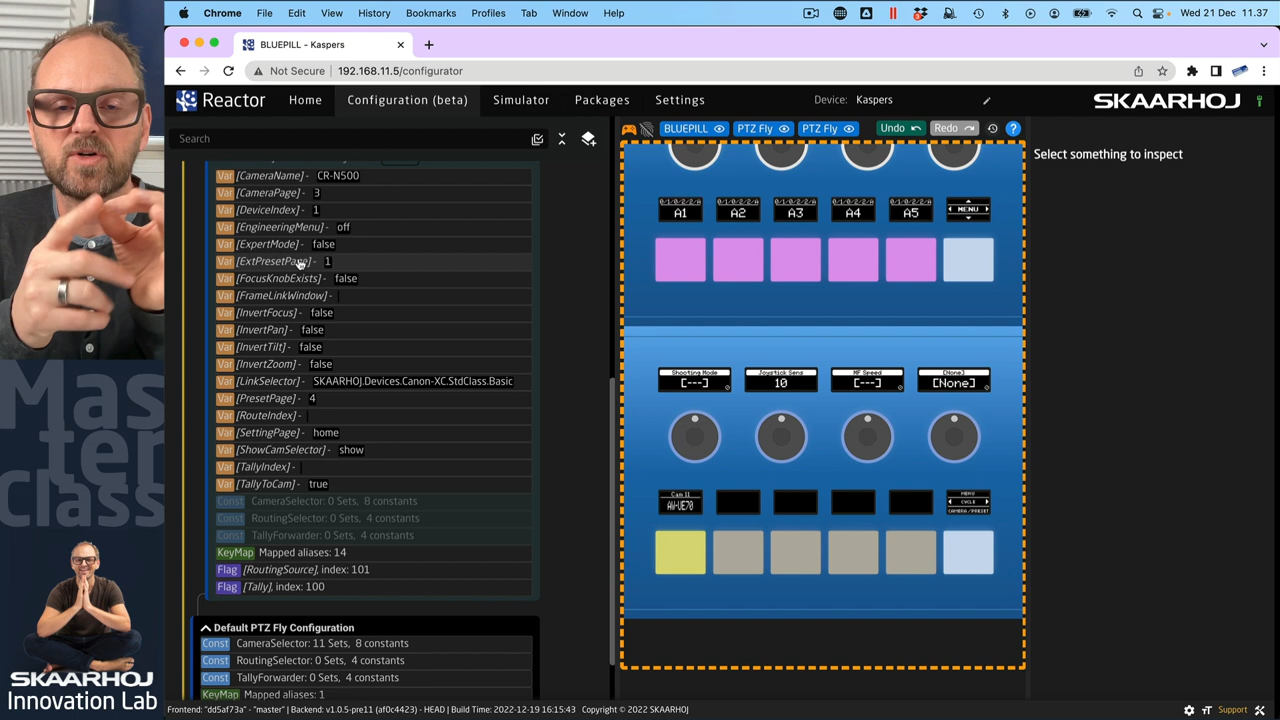 Chrome File Edit View History Bookmarks Profiles Tab Window Help Wed 21 Dec 11.37
BLUEPILL - Kaspers
Not Secure 192.168.11.5/configurator
Reactor Home Configuration (beta) Simulator Packages Settings Device: Kaspers SKAARHOJ
Search
BLUEPILL PTZ Fly PTZ Fly Undo Redo ?
Select something to inspect
Var [CameraName] - CR-N500
Var [CameraPage] - 3
Var [DeviceIndex] - 1
Var [EngineeringMenu] - off
Var [ExpertMode] - false
Var [ExtPresetPage] - 1
Var [FocusKnobExists] - false
Var [FrameLinkWindow] -
Var [InvertFocus] - false
Var [InvertPan] - false
Var [InvertTilt] - false
Var [InvertZoom] - false
Var [LinkSelector] - SKAARHOJ.Devices.Canon-XC.StdClass.Basic
Var [PresetPage] - 4
Var [RouteIndex] -
Var [SettingPage] - home
Var [ShowCamSelector] - show
Var [TallyIndex] -
Var [TallyToCam] - true
Const CameraSelector: 0 Sets, 8 constants
Const RoutingSelector: 0 Sets, 4 constants
Const TallyForwarder: 0 Sets, 4 constants
KeyMap Mapped aliases: 14
Flag [RoutingSource], index: 101
Flag [Tally], index: 100
Default PTZ Fly Configuration
Const CameraSelector: 11 Sets, 8 constants
Const RoutingSelector: 0 Sets, 4 constants
Const TallyForwarder: 0 Sets, 4 constants
KeyMap Mapped aliases: 1
A1 A2 A3 A4 A5 MENU
Shooting Mode Joystick Sens MF Speed [None]
[---] 10 [---] [None]
Cam 11 MENU
AW-UE70 CYCLE
CAMERA/PRESET
Master
Class
SKAARHOJ
Innovation Lab
Frontend: "dd5af73a" - "master" | Backend: v1.0.5-pre11 (af0c4423) - HEAD | Build Time: 2022-12-19 16:15:43 Copyright © 2022 SKAARHOJ Support